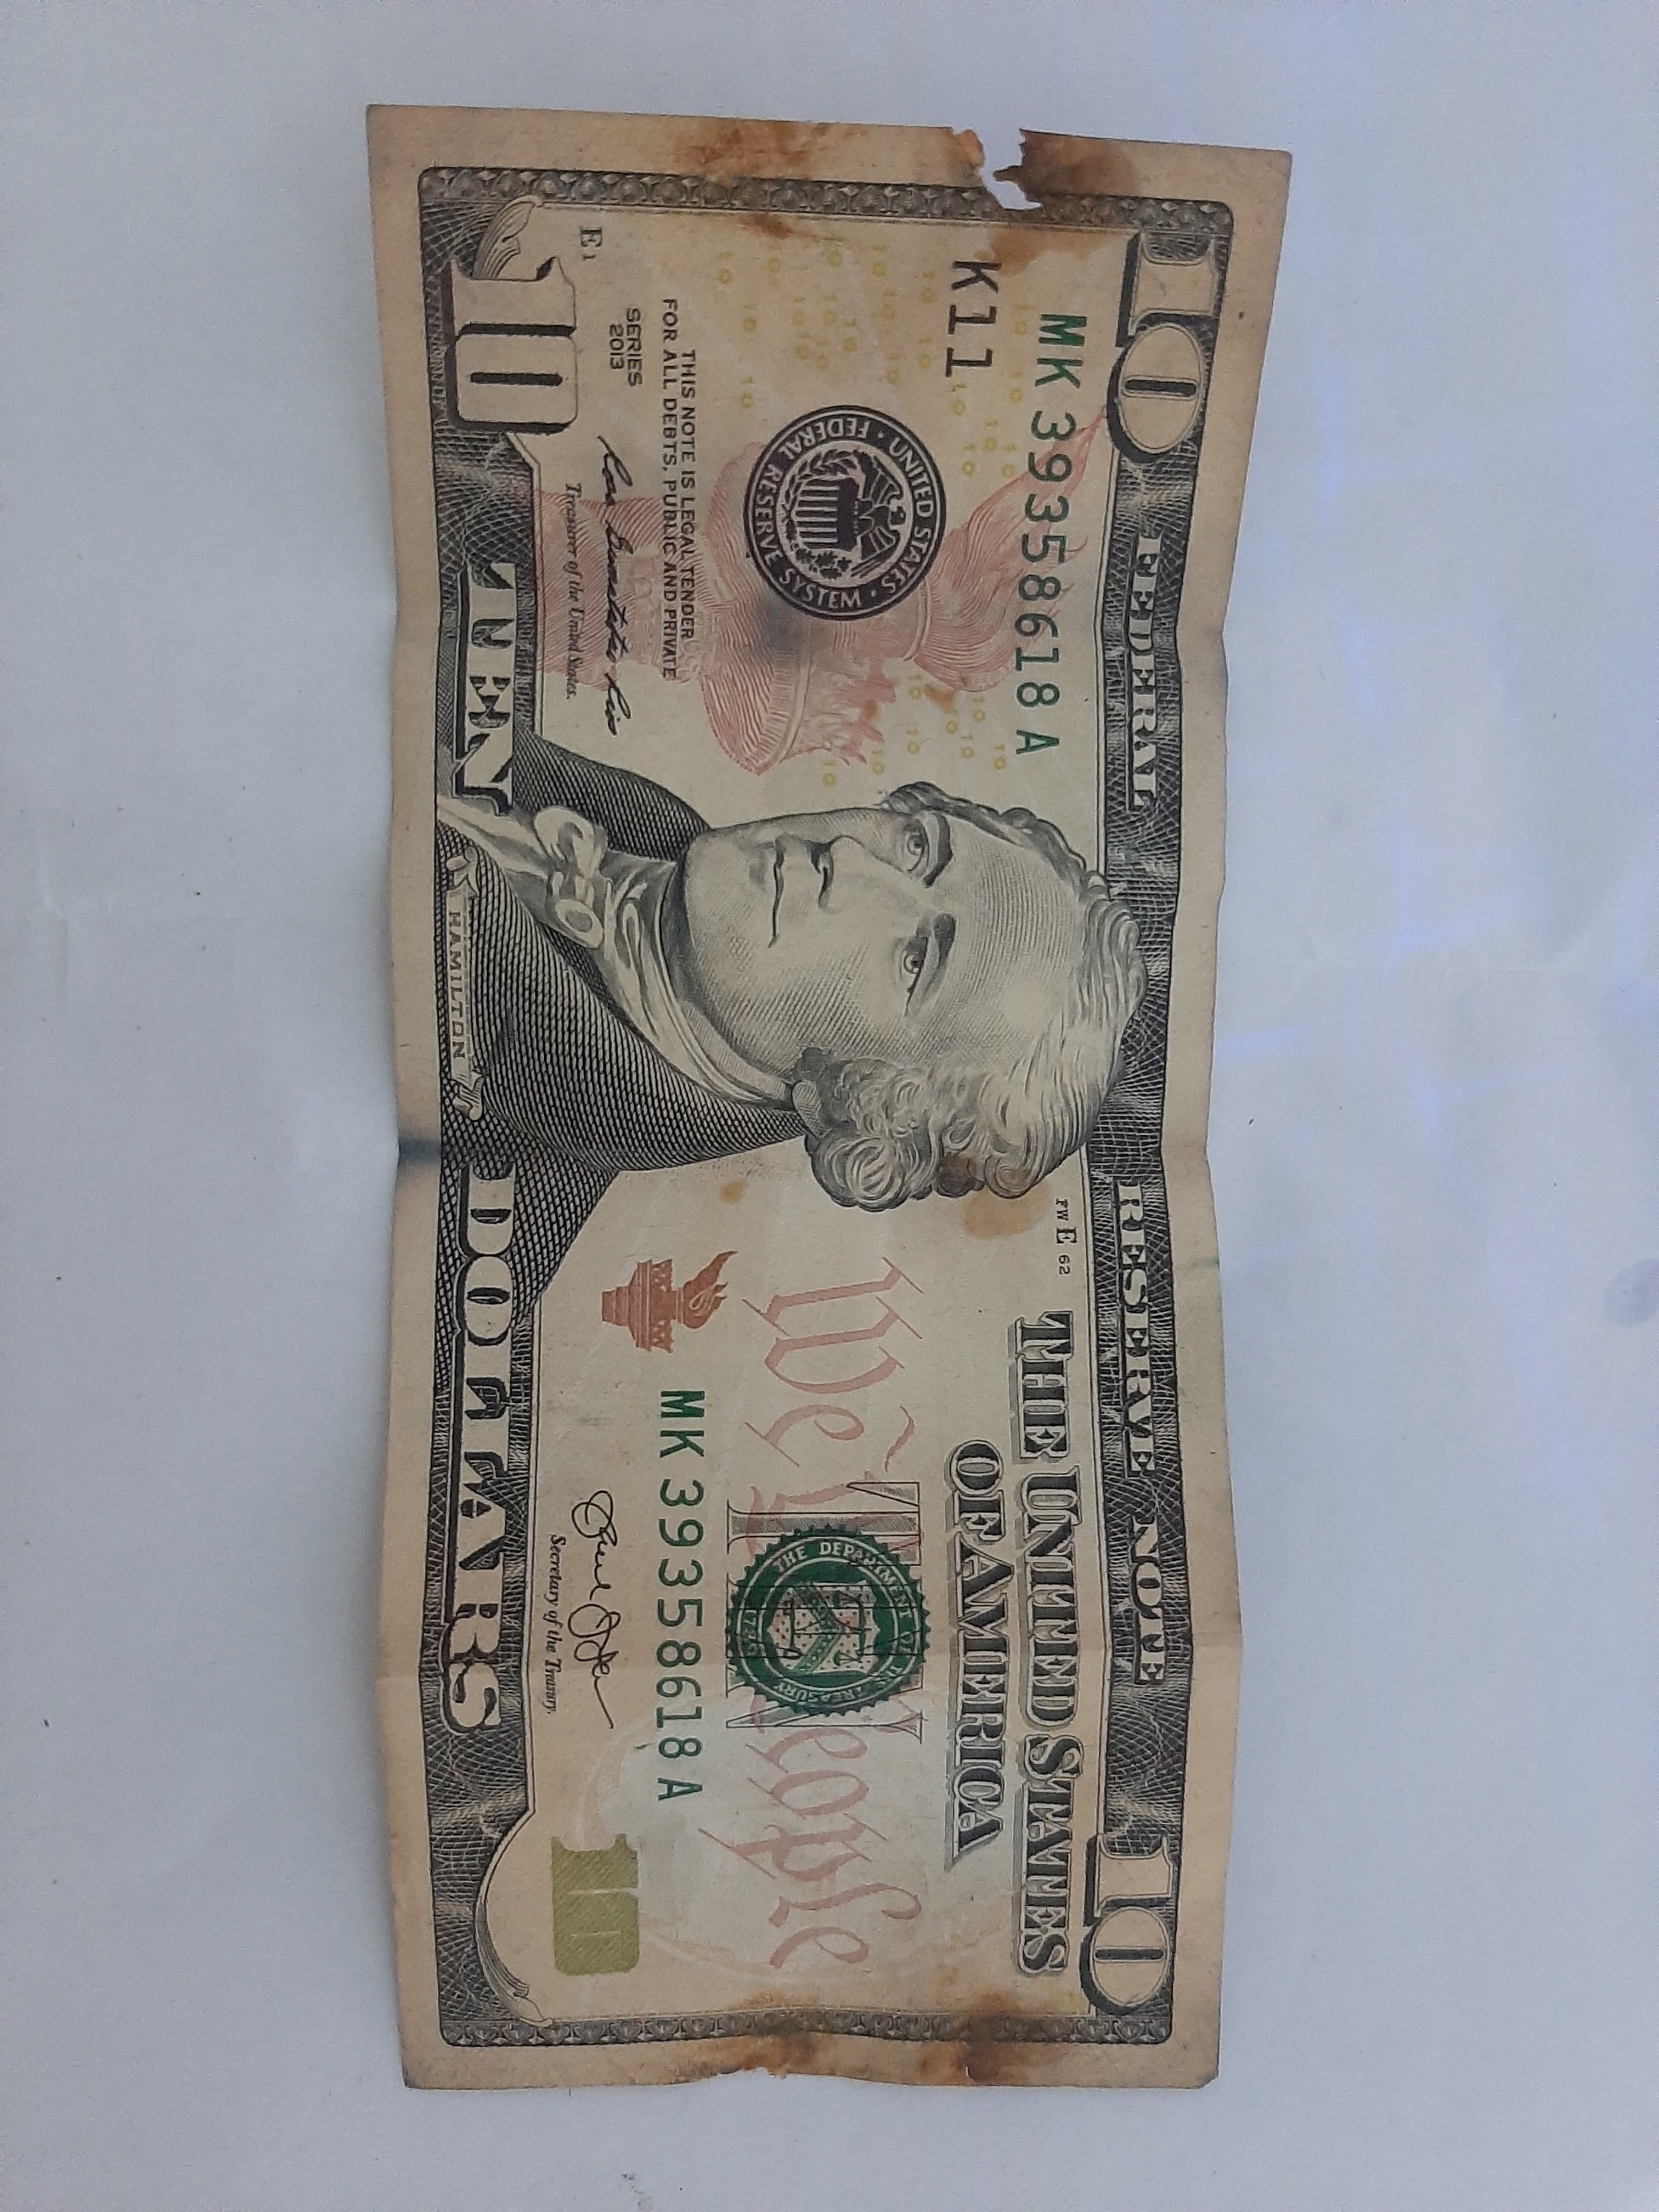 FEDERAL RESERVE NOTE
10
10
MK 39358618 A
K11
FW E 62
THE UNITED STATES
OF AMERICA
UNITED STATES FEDERAL RESERVE SYSTEM
We the People
THE DEPARTMENT OF THE TREASURY
1789
MK 39358618 A
THIS NOTE IS LEGAL TENDER
FOR ALL DEBTS, PUBLIC AND PRIVATE
SERIES
2013
Treasurer of the United States.
Secretary of the Treasury.
E1
10
10
TEN DOLLARS
HAMILTON